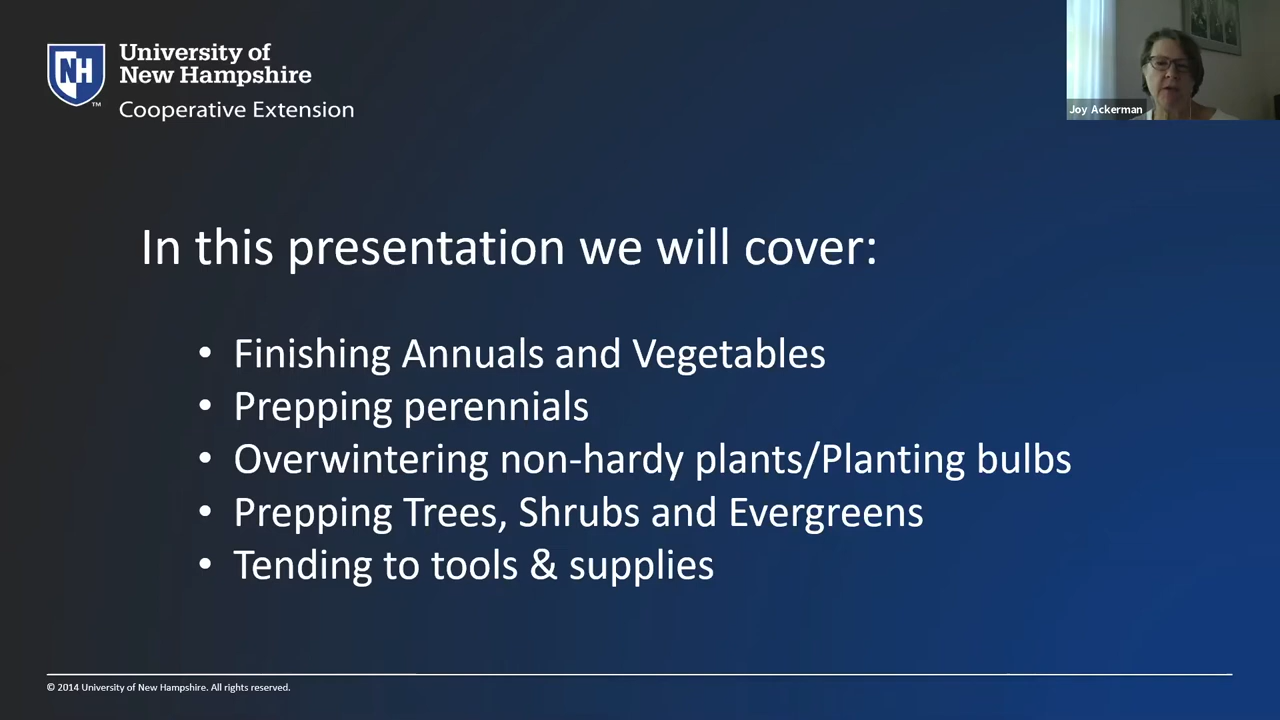 University of
New Hampshire
Cooperative Extension
NH
TM
Joy Ackerman
In this presentation we will cover:
• Finishing Annuals and Vegetables
• Prepping perennials
• Overwintering non-hardy plants/Planting bulbs
• Prepping Trees, Shrubs and Evergreens
• Tending to tools & supplies
© 2014 University of New Hampshire. All rights reserved.